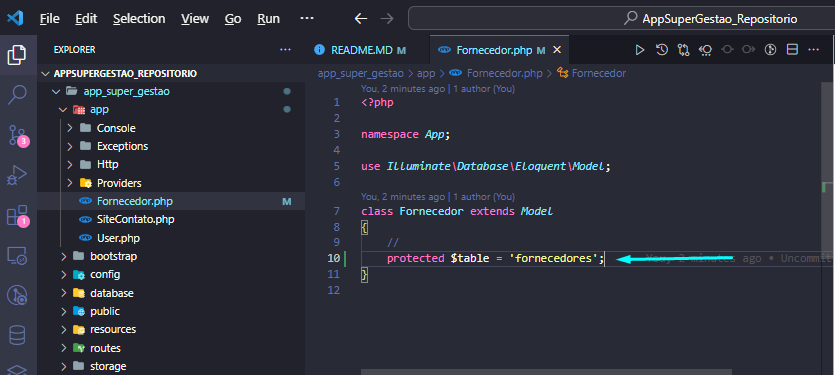 File Edit Selection View Go Run ··· AppSuperGestao_Repositorio
EXPLORER ···
README.MD M
Fornecedor.php M
APPSUPERGESTAO_REPOSITORIO
app_super_gestao
app
Console
Exceptions
Http
Providers
Fornecedor.php M
SiteContato.php
User.php
bootstrap
config
database
public
resources
routes
storage
3
1
app_super_gestao > app > Fornecedor.php > Fornecedor
You, 2 minutes ago | 1 author (You)
1 <?php
2
3 namespace App;
4
5 use Illuminate\Database\Eloquent\Model;
6
You, 2 minutes ago | 1 author (You)
7 class Fornecedor extends Model
8 {
9 //
10 protected $table = 'fornecedores'; minutes ago • Uncommit
11 }
12